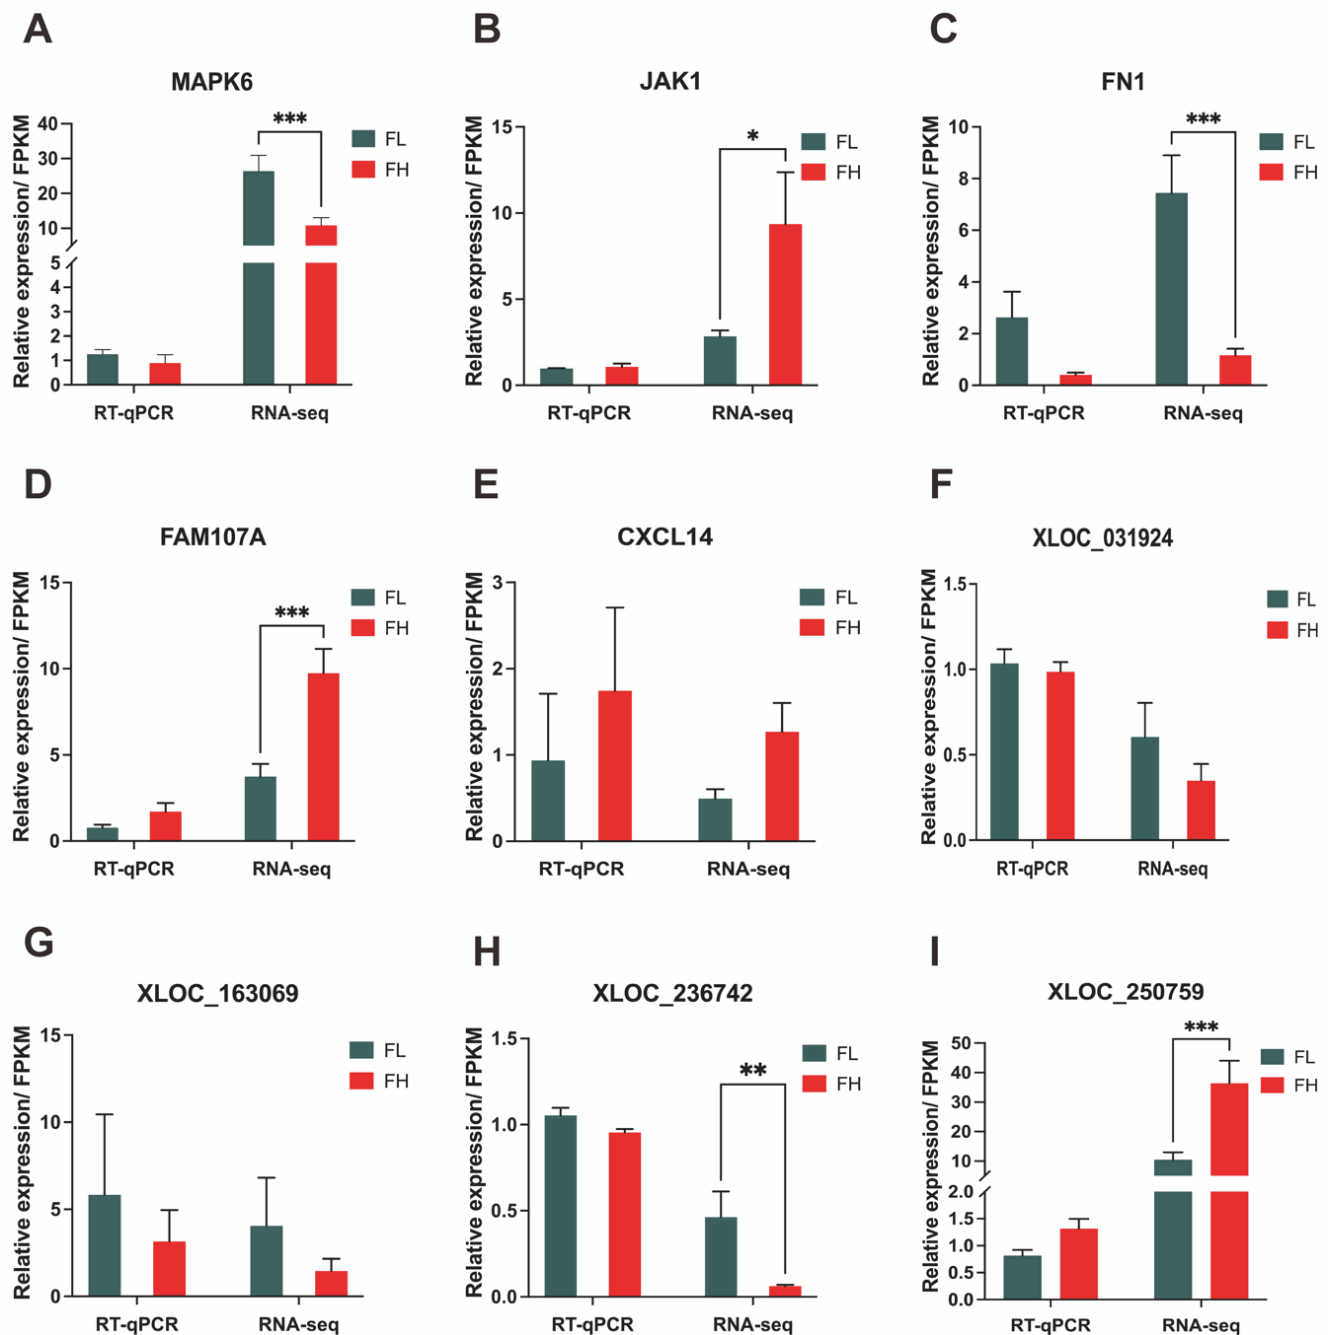 A
MAPK6
Relative expression/ FPKM
40
30
20
10
5
4
3
2
1
0
***
FL
FH
RT-qPCR
RNA-seq
B
JAK1
Relative expression/ FPKM
15
10
5
0
*
FL
FH
RT-qPCR
RNA-seq
C
FN1
Relative expression/ FPKM
10
8
6
4
2
0
***
FL
FH
RT-qPCR
RNA-seq
D
FAM107A
Relative expression/ FPKM
15
10
5
0
***
FL
FH
RT-qPCR
RNA-seq
E
CXCL14
Relative expression/ FPKM
3
2
1
0
FL
FH
RT-qPCR
RNA-seq
F
XLOC_031924
Relative expression/ FPKM
1.5
1.0
0.5
0.0
FL
FH
RT-qPCR
RNA-seq
G
XLOC_163069
Relative expression/ FPKM
15
10
5
0
FL
FH
RT-qPCR
RNA-seq
H
XLOC_236742
Relative expression/ FPKM
1.5
1.0
0.5
0.0
**
FL
FH
RT-qPCR
RNA-seq
I
XLOC_250759
Relative expression/ FPKM
50
40
30
20
10
2.0
1.5
1.0
0.5
0.0
***
FL
FH
RT-qPCR
RNA-seq